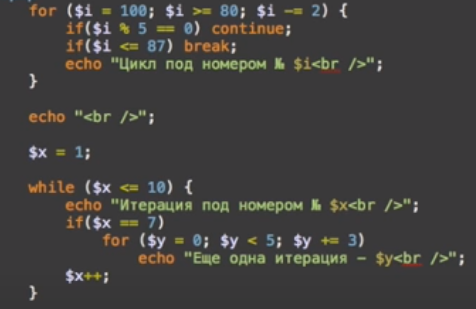 for ($i = 100; $i >= 80; $i -= 2) {
if($i % 5 == 0) continue;
if($i <= 87) break;
echo "Цикл под номером № $i<br />";
}
echo "<br />";
$x = 1;
while ($x <= 10) {
echo "Итерация под номером № $x<br />";
if($x == 7)
for ($y = 0; $y < 5; $y += 3)
echo "Еще одна итерация – $y<br />";
$x++;
}